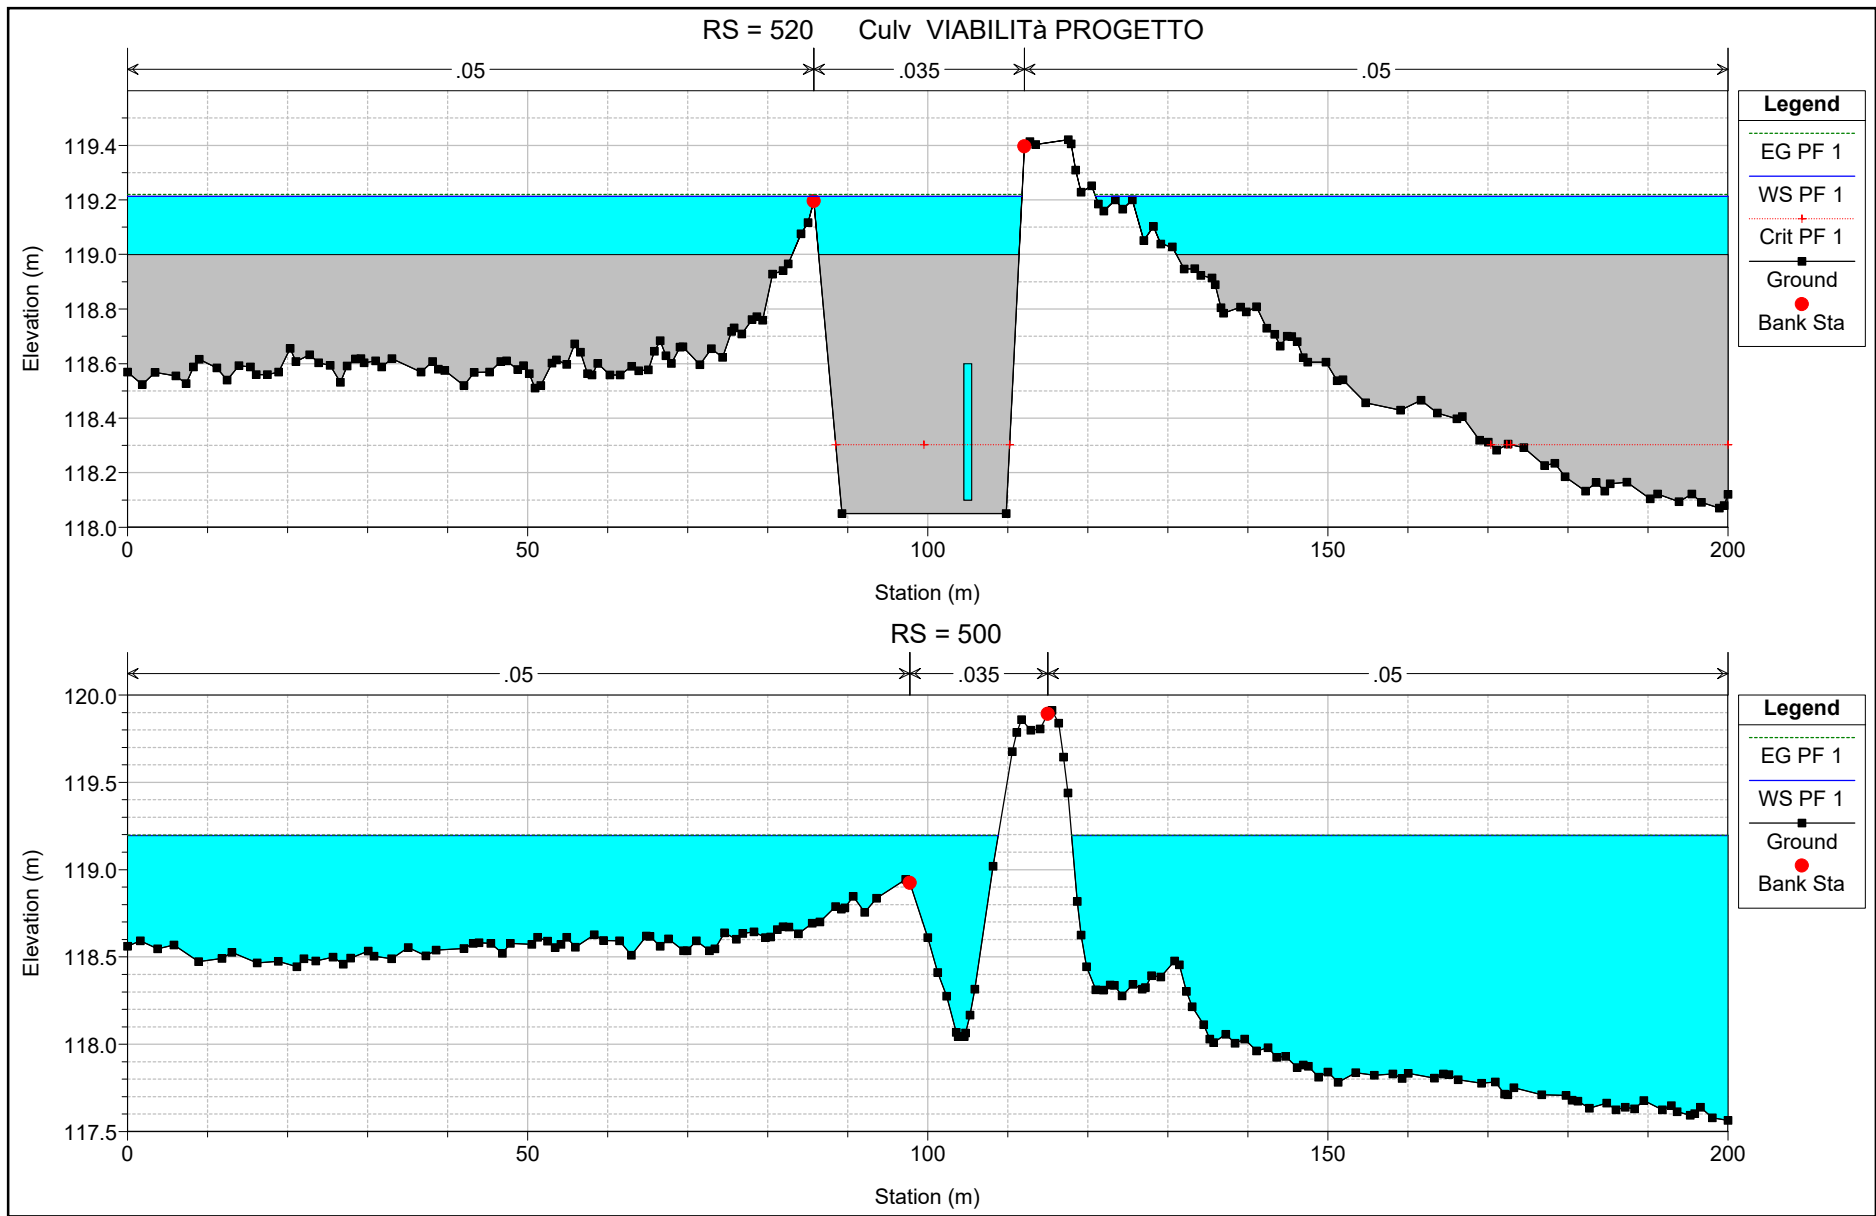 RS = 520 Culv VIABILITà PROGETTO
.05 .035 .05
Legend
EG PF 1
WS PF 1
Crit PF 1
Ground
Bank Sta
119.4
119.2
119.0
118.8
118.6
118.4
118.2
118.0
Elevation (m)
0 50 100 150 200
Station (m)
RS = 500
.05 .035 .05
Legend
EG PF 1
WS PF 1
Ground
Bank Sta
120.0
119.5
119.0
118.5
118.0
117.5
Elevation (m)
0 50 100 150 200
Station (m)